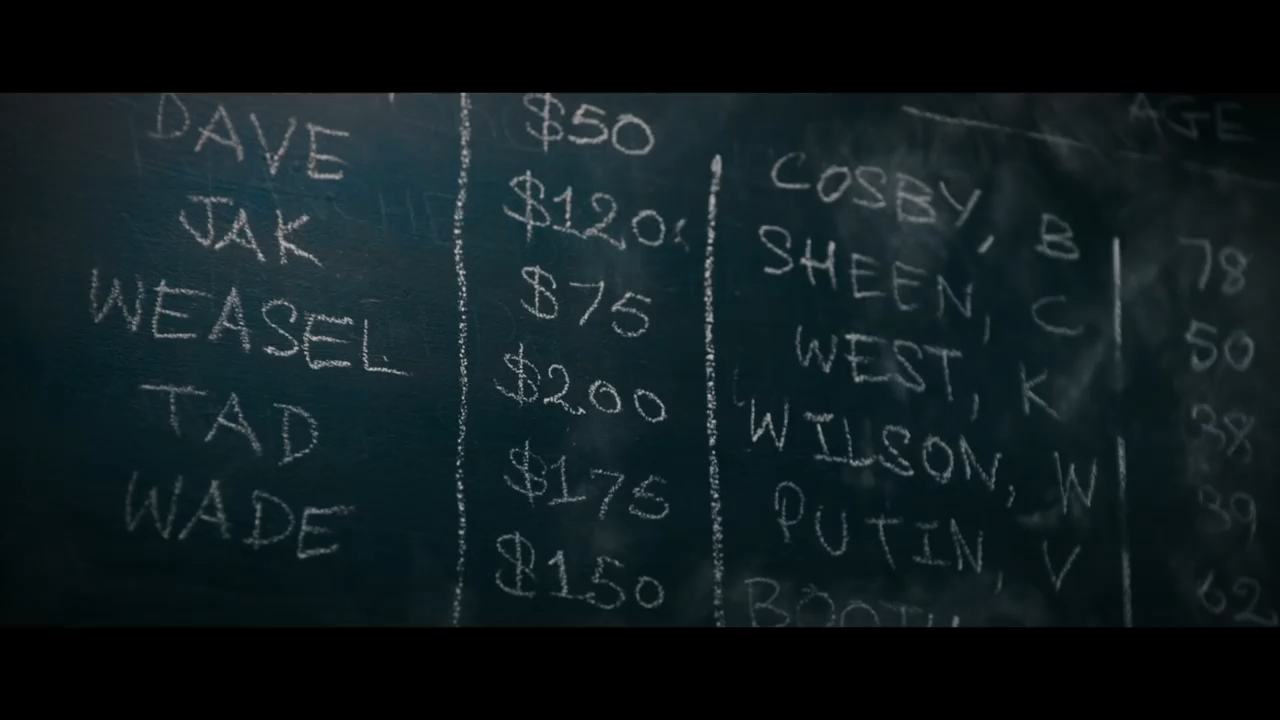 AGE
$50 COSBY, B 78
DAVE $120 SHEEN, C 50
JAK $75 WEST, K 38
WEASEL $200 WILSON, W 39
TAD $175 PUTIN, V 62
WADE $150